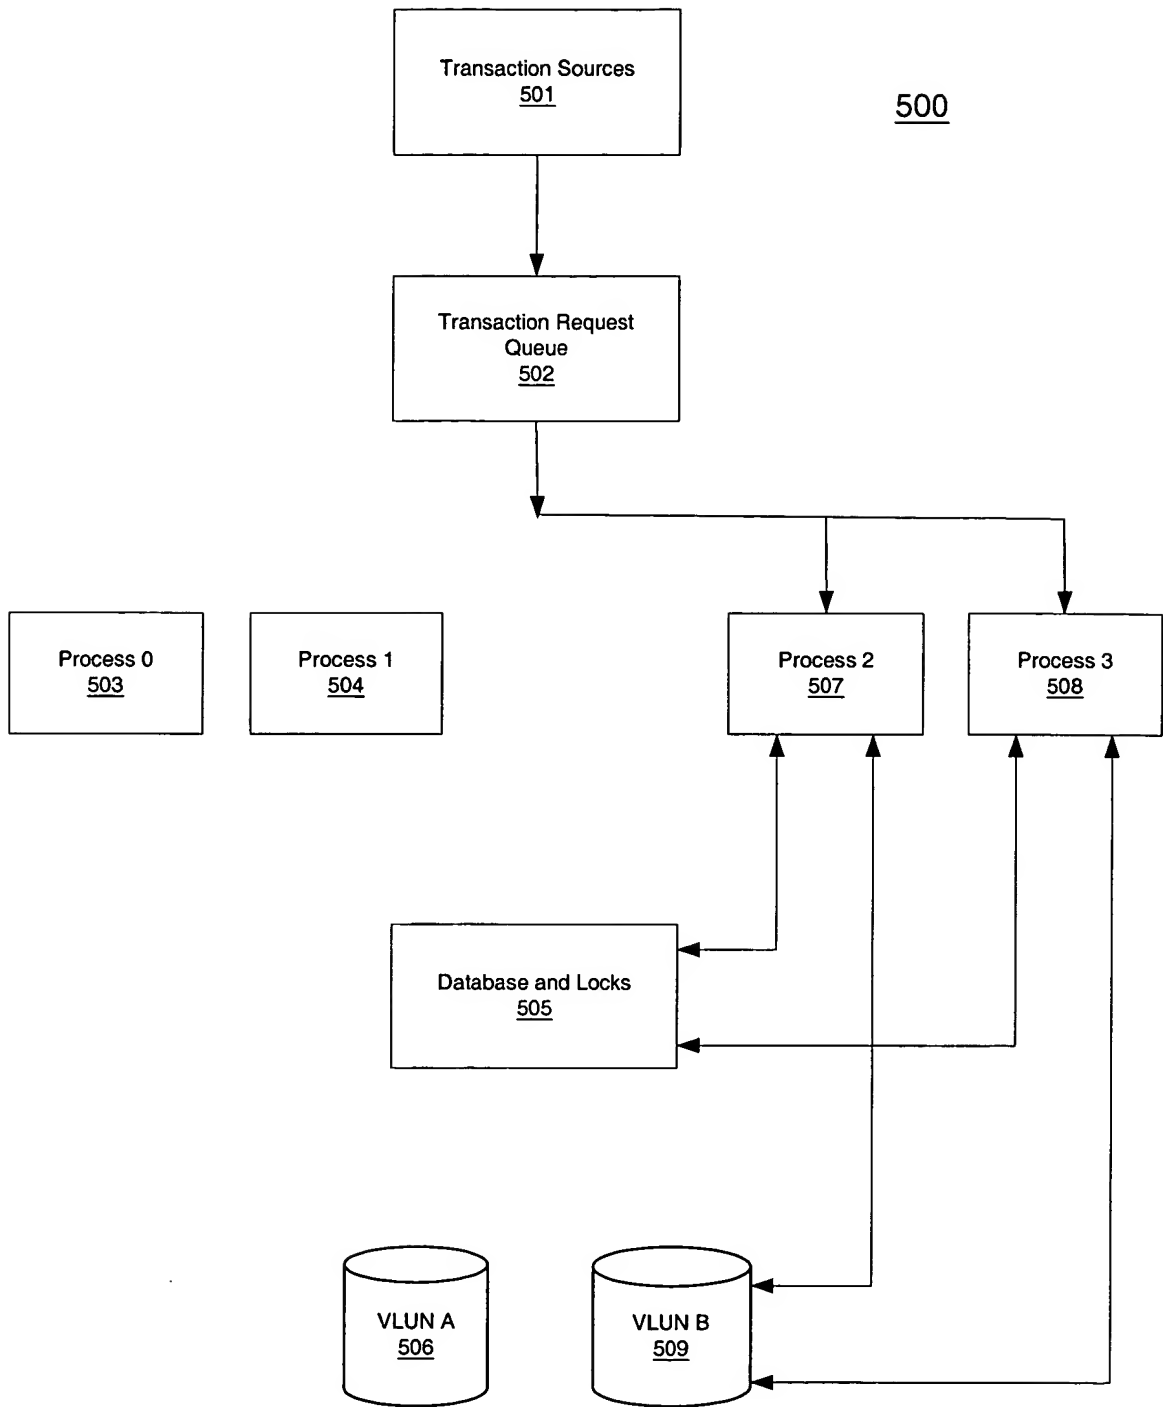 Transaction Sources
501
500
Transaction Request
Queue
502
Process 0
503
Process 1
504
Process 2
507
Process 3
508
Database and Locks
505
VLUN A
506
VLUN B
509